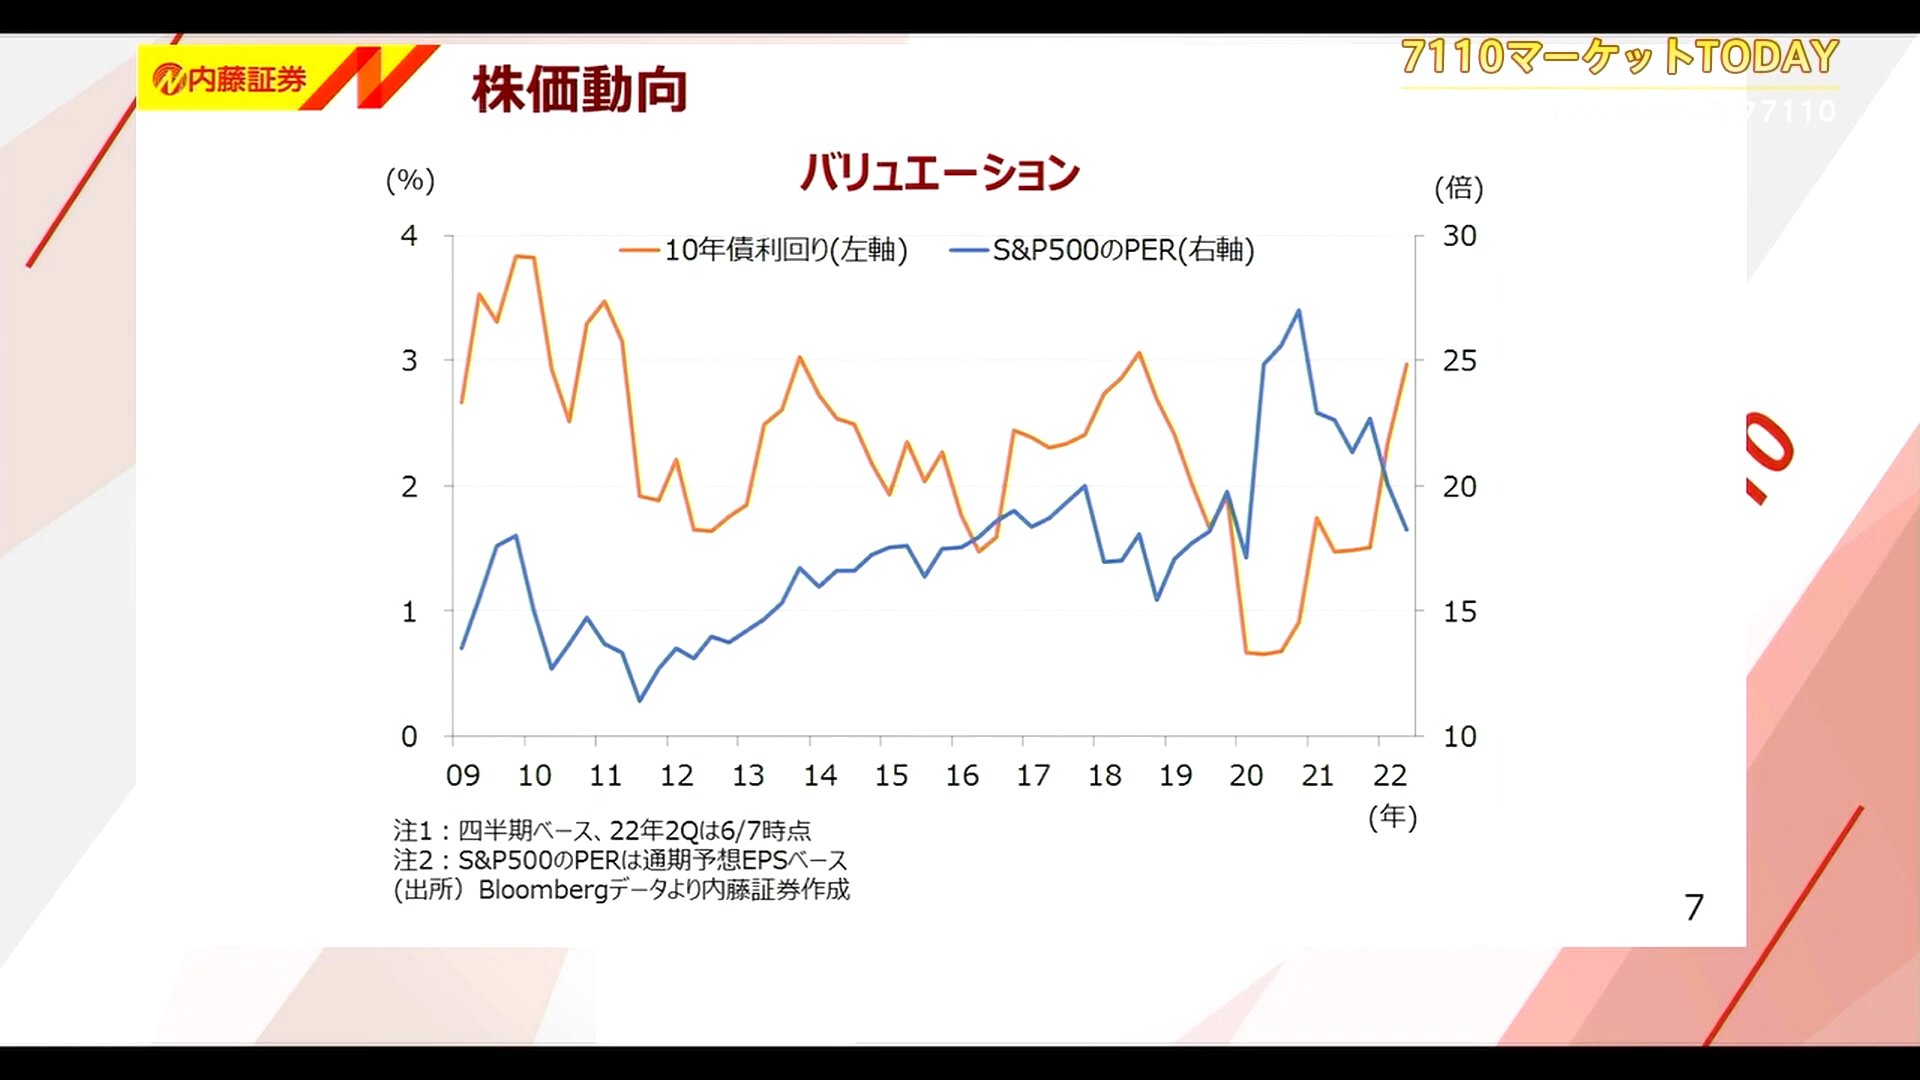 内藤証券
株価動向
7110マーケットTODAY
77110
バリュエーション
(%)
(倍)
10年債利回り(左軸)
S&P500のPER(右軸)
4
3
2
1
0
30
25
20
15
10
09 10 11 12 13 14 15 16 17 18 19 20 21 22
(年)
注1：四半期ベース、22年2Qは6/7時点
注2：S&P500のPERは通期予想EPSベース
(出所）Bloombergデータより内藤証券作成
7